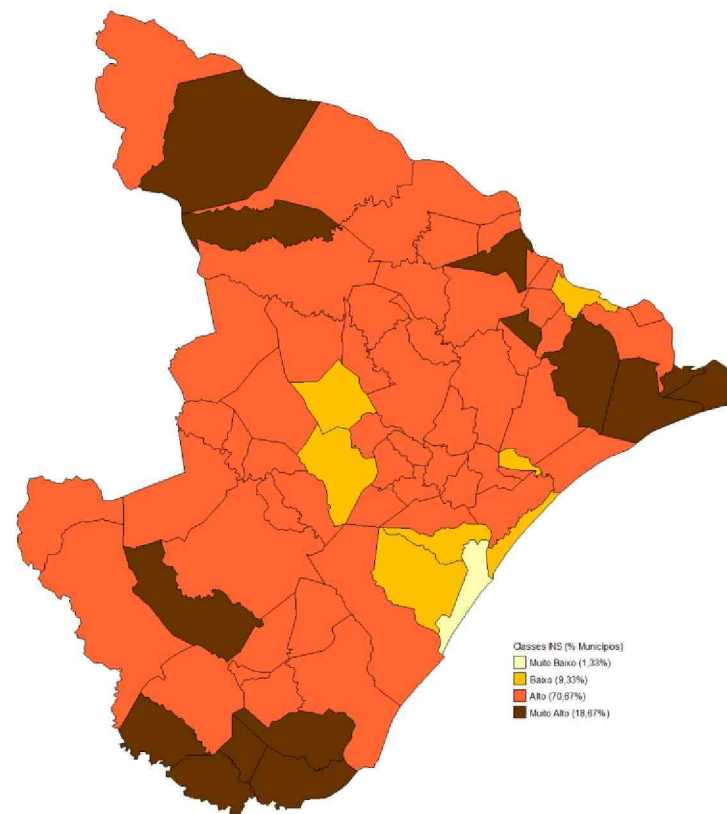 Classes INS (% Municípios)
Muito Baixo (1,33%)
Baixo (9,33%)
Alto (70,67%)
Muito Alto (18,67%)